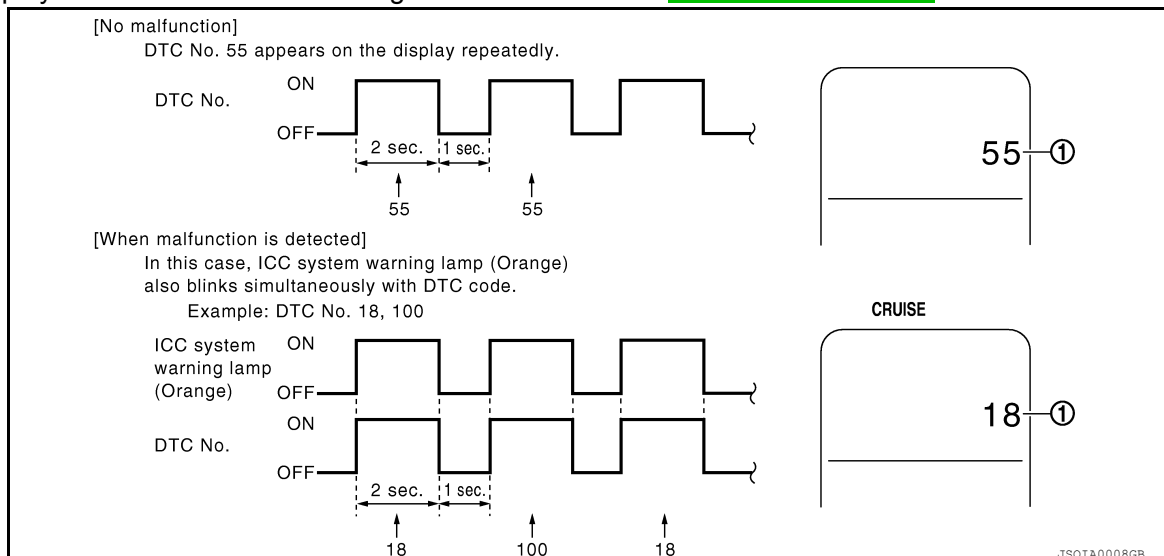 [No malfunction]
DTC No. 55 appears on the display repeatedly.
DTC No.
ON
OFF
2 sec.
1 sec.
55
55
55
①
[When malfunction is detected]
In this case, ICC system warning lamp (Orange)
also blinks simultaneously with DTC code.
Example: DTC No. 18, 100
CRUISE
ICC system
warning lamp
(Orange)
ON
OFF
DTC No.
ON
OFF
2 sec.
1 sec.
18
100
18
18
①
JSOIA0008GB